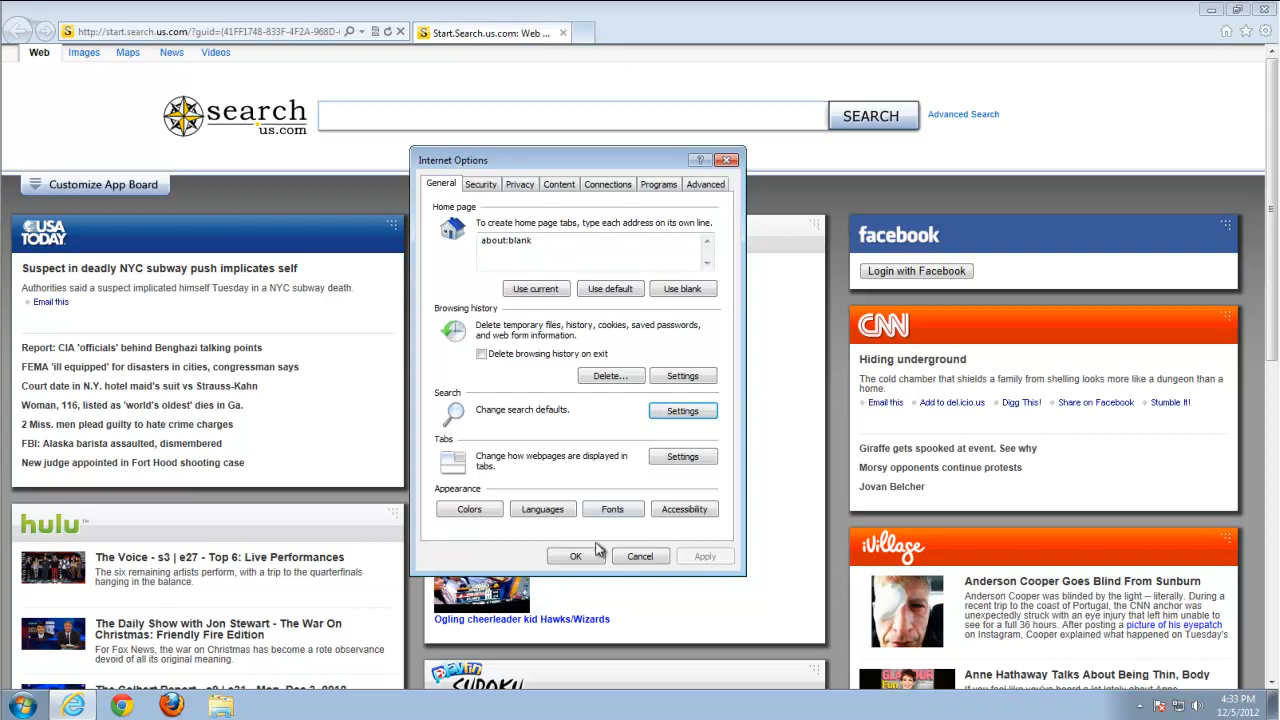 http://start.search.us.com/?guid={41FF1748-833F-4F2A-968D-
Start.Search.us.com: Web ...
Web
Images
Maps
News
Videos
search
us.com
SEARCH
Advanced Search
Customize App Board
Internet Options
General
Security
Privacy
Content
Connections
Programs
Advanced
Home page
To create home page tabs, type each address on its own line.
about:blank
Use current
Use default
Use blank
Browsing history
Delete temporary files, history, cookies, saved passwords,
and web form information.
Delete browsing history on exit
Delete...
Settings
Search
Change search defaults.
Settings
Tabs
Change how webpages are displayed in
tabs.
Settings
Appearance
Colors
Languages
Fonts
Accessibility
OK
Cancel
Apply
USA
TODAY
Suspect in deadly NYC subway push implicates self
Authorities said a suspect implicated himself Tuesday in a NYC subway death.
Email this
Report: CIA 'officials' behind Benghazi talking points
FEMA 'ill equipped' for disasters in cities, congressman says
Court date in N.Y. hotel maid's suit vs Strauss-Kahn
Woman, 116, listed as 'world's oldest' dies in Ga.
2 Miss. men plead guilty to hate crime charges
FBI: Alaska barista assaulted, dismembered
New judge appointed in Fort Hood shooting case
hulu™
The Voice - s3 | e27 - Top 6: Live Performances
The six remaining artists perform, with a trip to the quarterfinals
hanging in the balance.
The Daily Show with Jon Stewart - The War On
Christmas: Friendly Fire Edition
For Fox News, the war on Christmas has become a rote observance
devoid of all its original meaning.
Ogling cheerleader kid Hawks/Wizards
SUDOKU
facebook
Login with Facebook
CNN
Hiding underground
The cold chamber that shields a family from shelling looks more like a dungeon than a
home.
Email this
Add to del.icio.us
Digg This!
Share on Facebook
Stumble It!
Giraffe gets spooked at event. See why
Morsy opponents continue protests
Jovan Belcher
iVillage
Anderson Cooper Goes Blind From Sunburn
Anderson Cooper was blinded by the light -- literally. During a
recent trip to the coast of Portugal, the CNN anchor was
unexpectedly struck with an eye injury that left him unable to
see for a full 36 hours. After posting a picture of his eyepatch
on Instagram, Cooper explained what happened on Tuesday's
Anne Hathaway Talks About Being Thin, Body
4:33 PM
12/5/2012